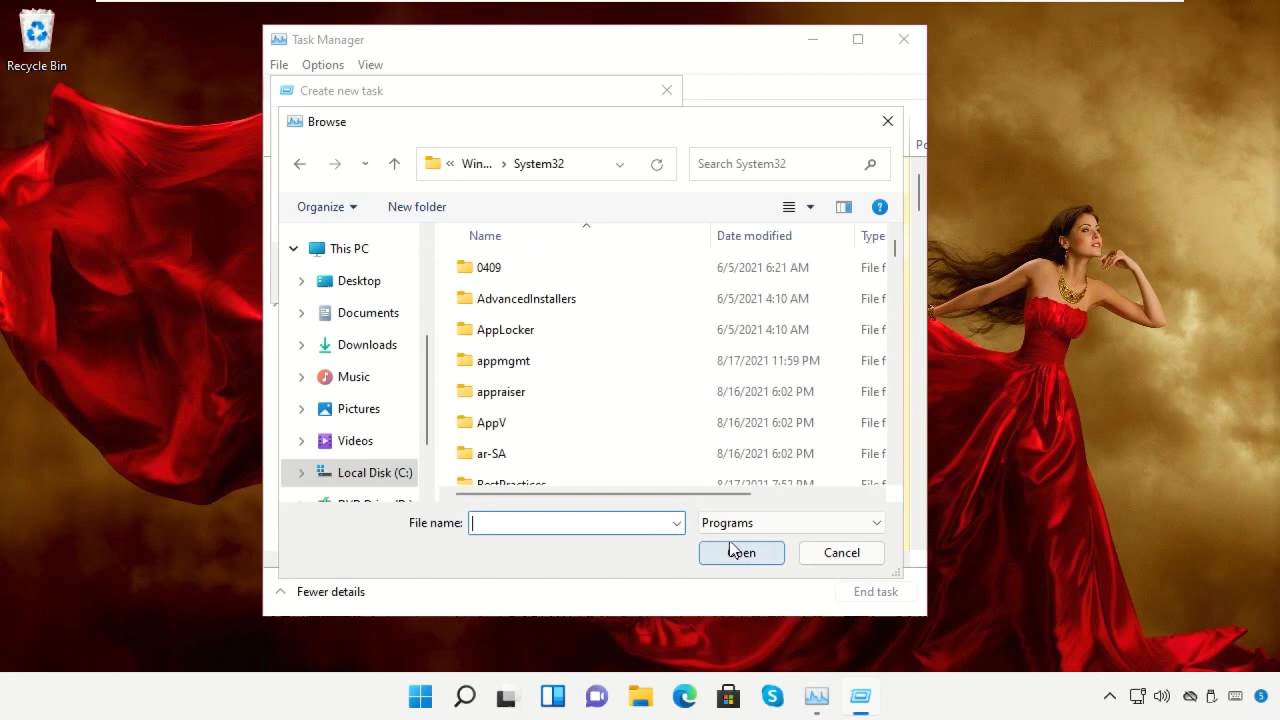 Recycle Bin
Task Manager
File Options View
Create new task
Browse
« Win... › System32
Search System32
Organize New folder
Name Date modified Type
This PC
Desktop
Documents
Downloads
Music
Pictures
Videos
Local Disk (C:)
0409 6/5/2021 6:21 AM File f
AdvancedInstallers 6/5/2021 4:10 AM File f
AppLocker 6/5/2021 4:10 AM File f
appmgmt 8/17/2021 11:59 PM File f
appraiser 8/16/2021 6:02 PM File f
AppV 8/16/2021 6:02 PM File f
ar-SA 8/16/2021 6:02 PM File f
BestPractices 8/17/2021 7:52 PM File f
File name: Programs
Open Cancel
Fewer details End task
5